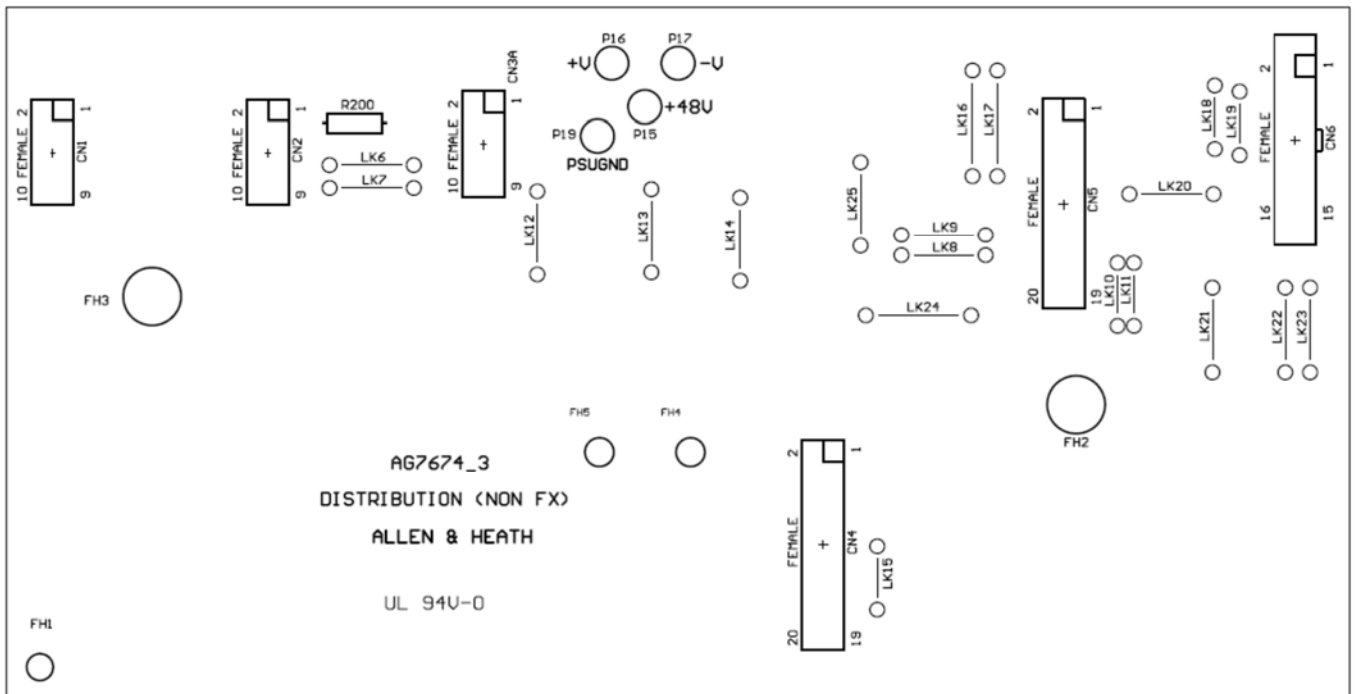 P16
P17
+V
-V
+48V
P15
P19
PSUGND
2
1
10 FEMALE
CN1
9
2
1
10 FEMALE
CN2
9
R200
LK6
LK7
CN3A
2
1
10 FEMALE
9
LK12
LK13
LK14
LK25
LK16
LK17
LK9
LK8
LK24
2
1
FEMALE
CN5
20
19
LK10
LK11
LK18
LK19
LK20
2
1
FEMALE
CN6
16
15
LK21
LK22
LK23
FH3
FH2
FH5
FH4
AG7674_3
DISTRIBUTION (NON FX)
ALLEN & HEATH
UL 94V-0
2
1
FEMALE
CN4
20
19
LK15
FH1